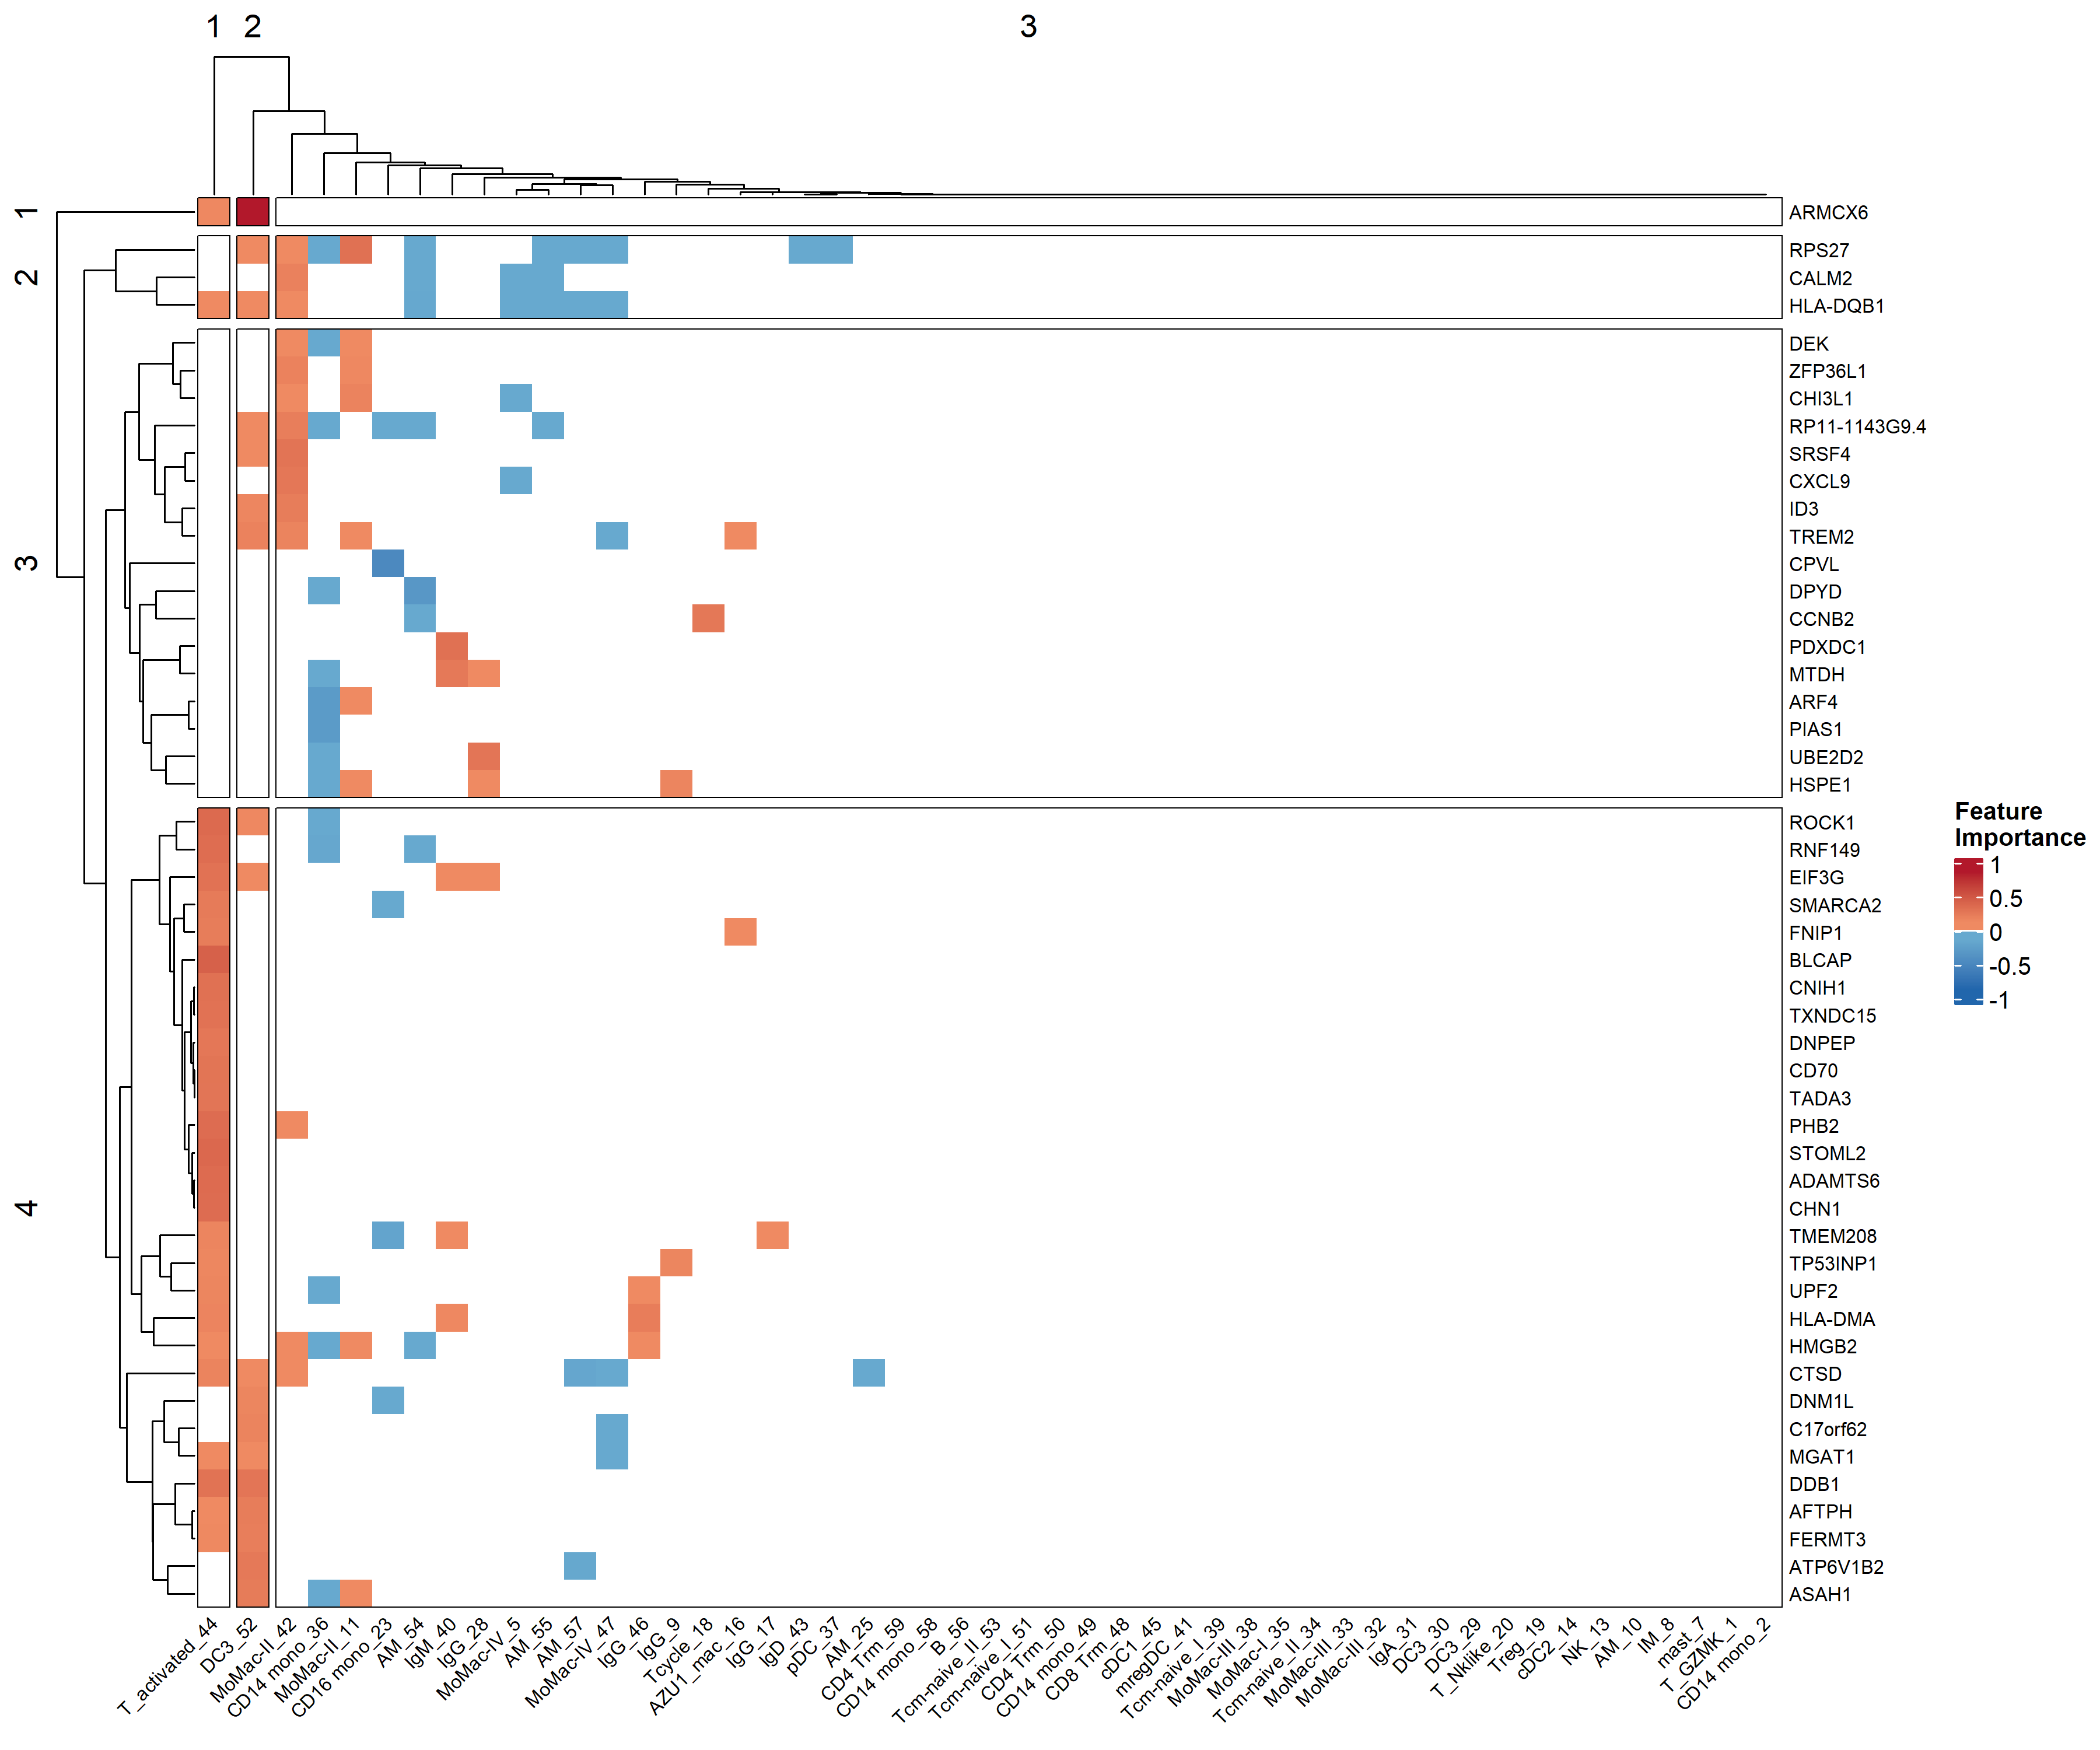 1
2
3
1
2
3
4
ARMCX6
RPS27
CALM2
HLA-DQB1
DEK
ZFP36L1
CHI3L1
RP11-1143G9.4
SRSF4
CXCL9
ID3
TREM2
CPVL
DPYD
CCNB2
PDXDC1
MTDH
ARF4
PIAS1
UBE2D2
HSPE1
ROCK1
RNF149
EIF3G
SMARCA2
FNIP1
BLCAP
CNIH1
TXNDC15
DNPEP
CD70
TADA3
PHB2
STOML2
ADAMTS6
CHN1
TMEM208
TP53INP1
UPF2
HLA-DMA
HMGB2
CTSD
DNM1L
C17orf62
MGAT1
DDB1
AFTPH
FERMT3
ATP6V1B2
ASAH1
Feature
Importance
1
0.5
0
-0.5
-1
T_activated_44
DC3_52
MoMac-II_42
CD14 mono_36
MoMac-II_11
CD16 mono_23
AM_54
IgM_40
IgG_28
MoMac-IV_5
AM_55
AM_57
MoMac-IV_47
IgG_46
IgG_9
Tcycle_18
AZU1_mac_16
IgG_17
IgD_43
pDC_37
AM_25
CD4 Trm_59
CD14 mono_58
B_56
Tcm-naive_II_53
Tcm-naive_I_51
CD4 Trm_50
CD14 mono_49
CD8 Trm_48
cDC1_45
mregDC_41
Tcm-naive_I_39
MoMac-III_38
MoMac-I_35
Tcm-naive_II_34
MoMac-III_33
MoMac-III_32
IgA_31
DC3_30
DC3_29
T_Nklike_20
Treg_19
cDC2_14
NK_13
AM_10
IM_8
mast_7
T_GZMK_1
CD14 mono_2